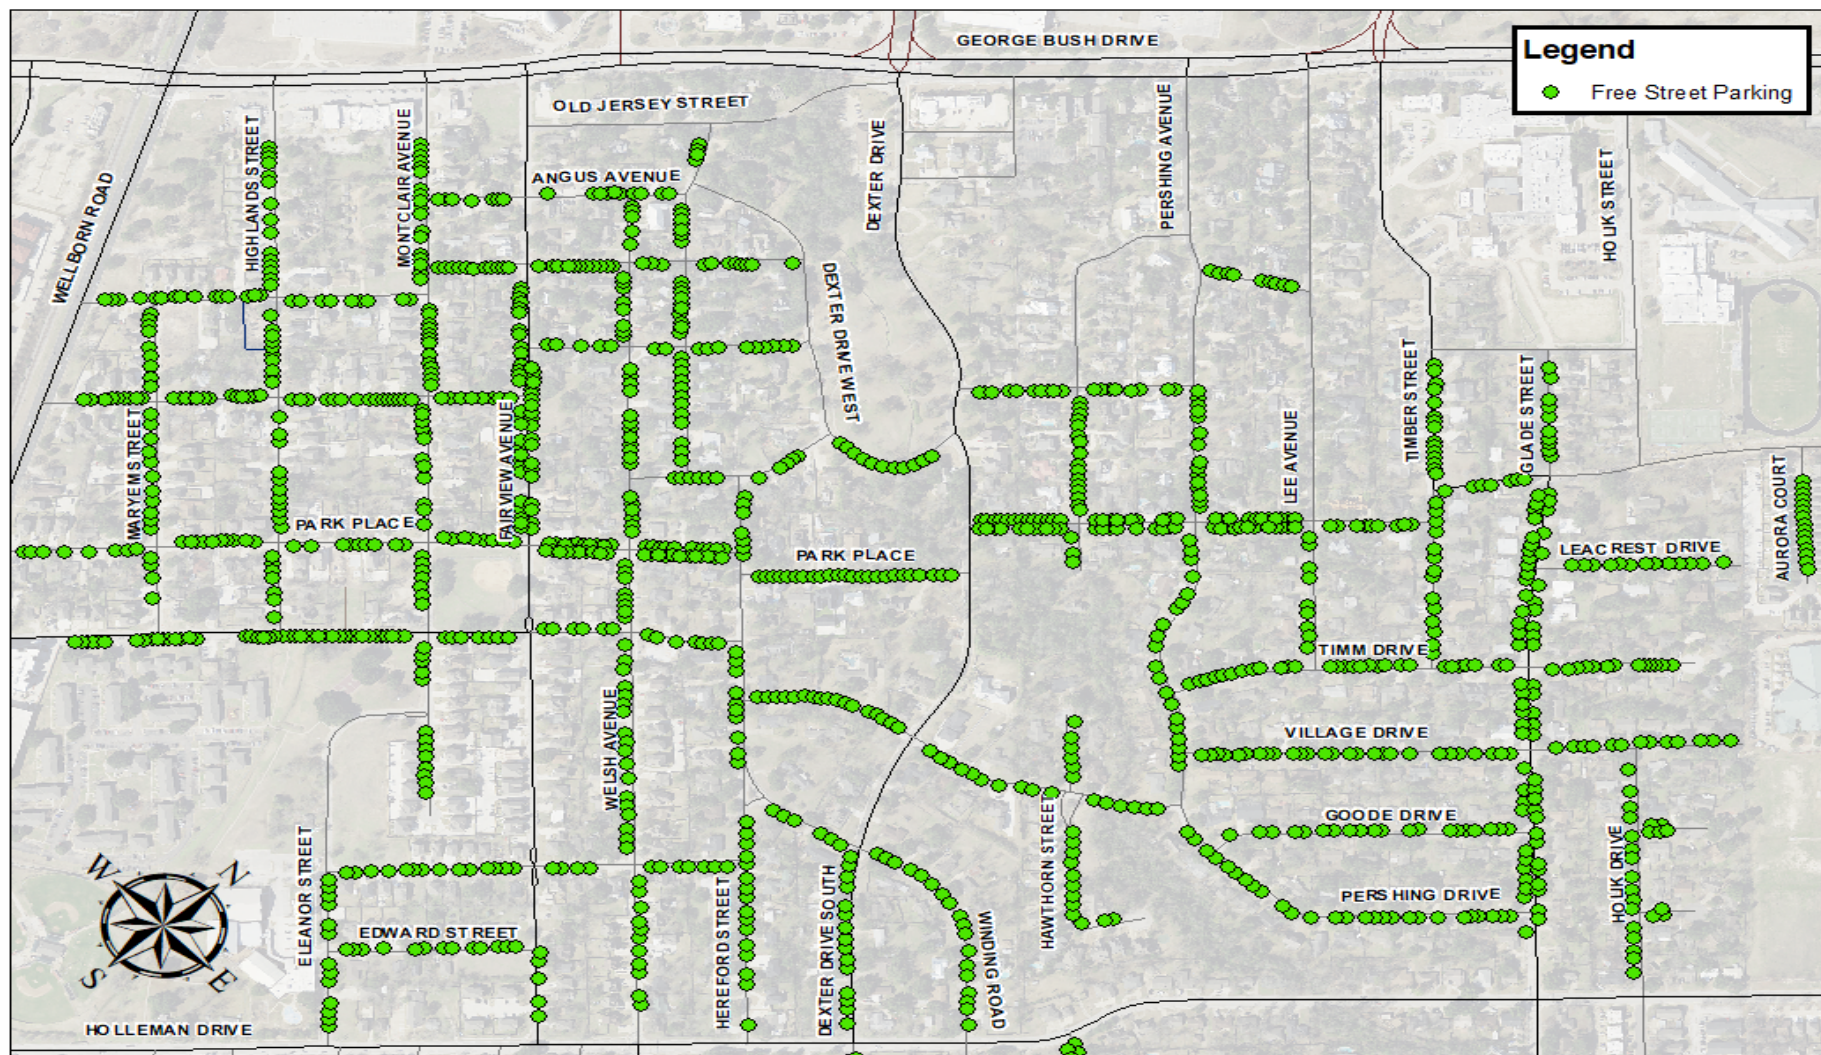 GEORGE BUSH DRIVE
Legend
Free Street Parking
OLD JERSEY STREET
HIGHLANDS STREET
MONTCLAIR AVENUE
DEXTER DRIVE
PERSHING AVENUE
HOLIK STREET
WELLBORN ROAD
ANGUS AVENUE
DEXTER DRIVE WEST
MARYEM STREET
FAIRVIEW AVENUE
TIMBER STREET
GLADE STREET
LEE AVENUE
AURORA COURT
PARK PLACE
PARK PLACE
LEACREST DRIVE
TIMM DRIVE
WELSH AVENUE
VILLAGE DRIVE
GOODE DRIVE
HAWTHORN STREET
ELEANOR STREET
HEREFORD STREET
DEXTER DRIVE SOUTH
WINDING ROAD
HOLIK DRIVE
PERSHING DRIVE
EDWARD STREET
W
N
S
E
HOLLEMAN DRIVE